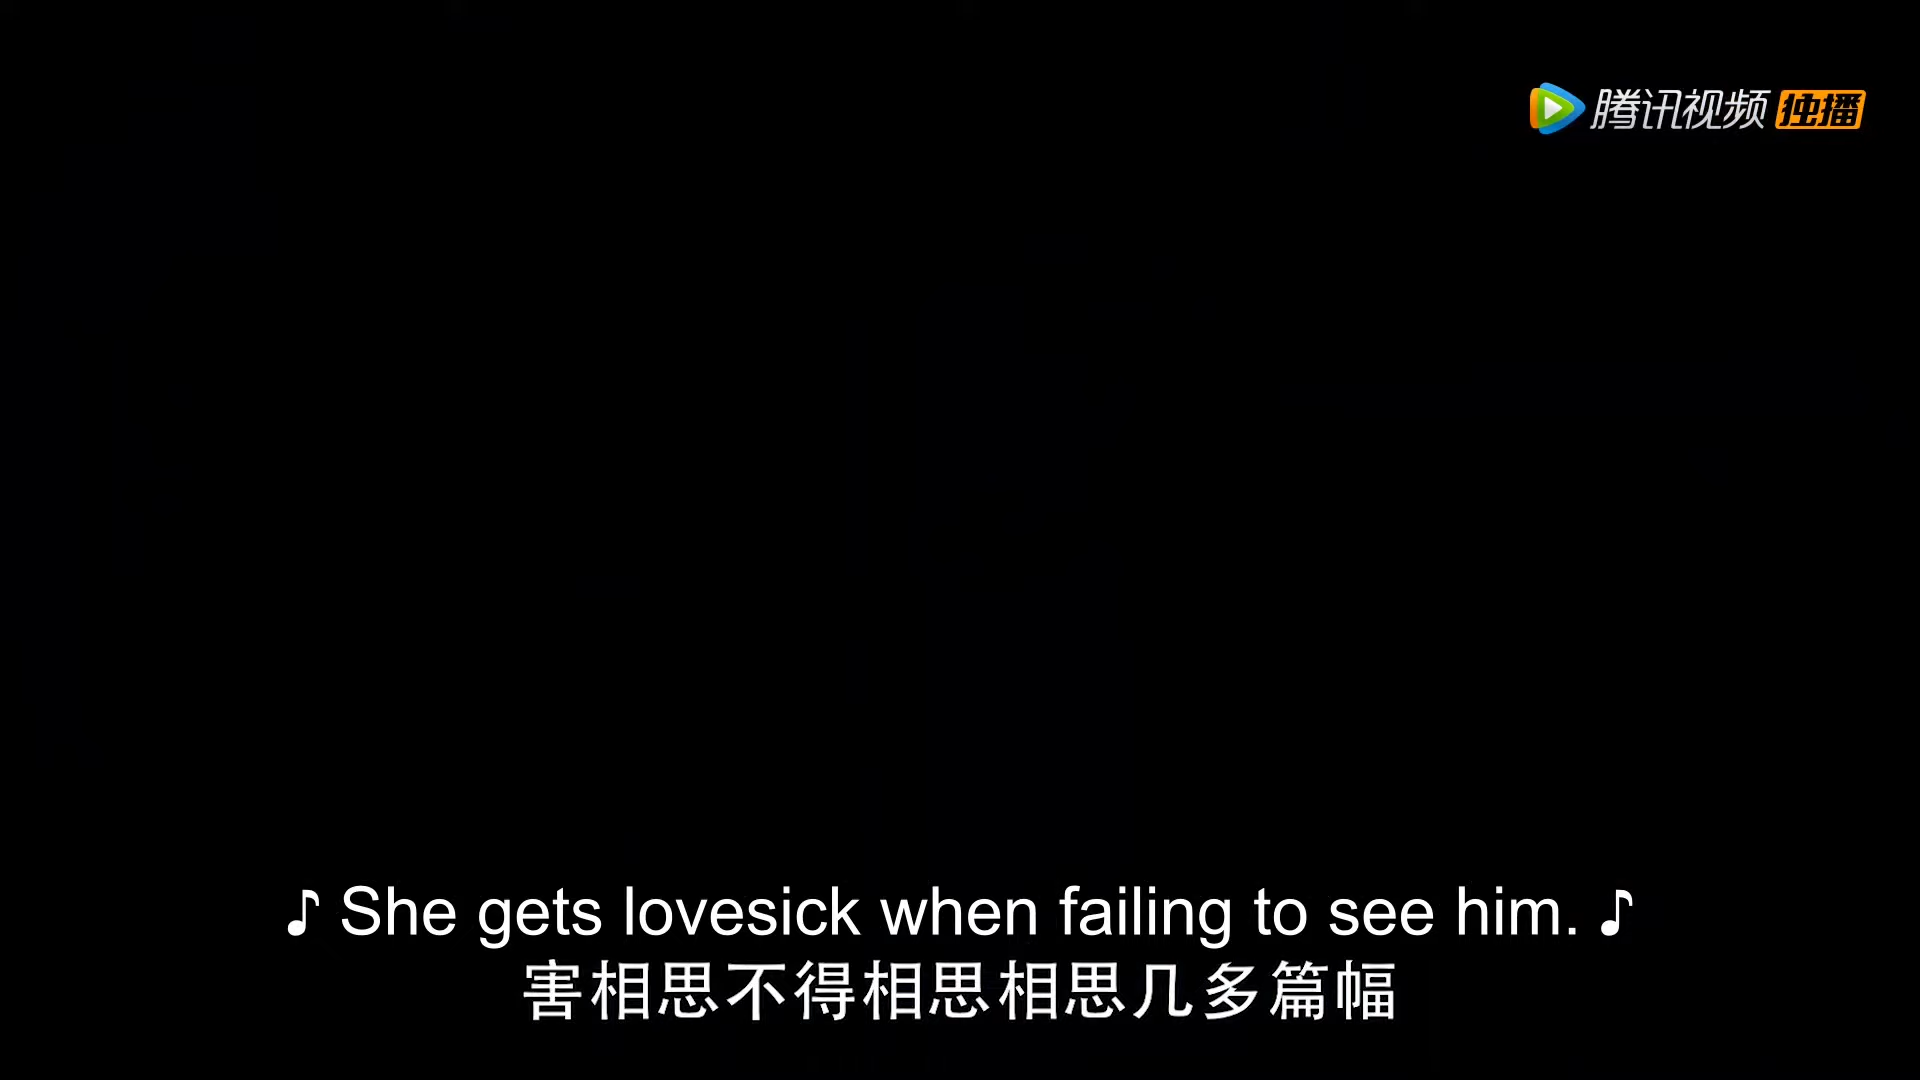 腾讯视频 独播
♪ She gets lovesick when failing to see him. ♪
害相思不得相思相思几多篇幅